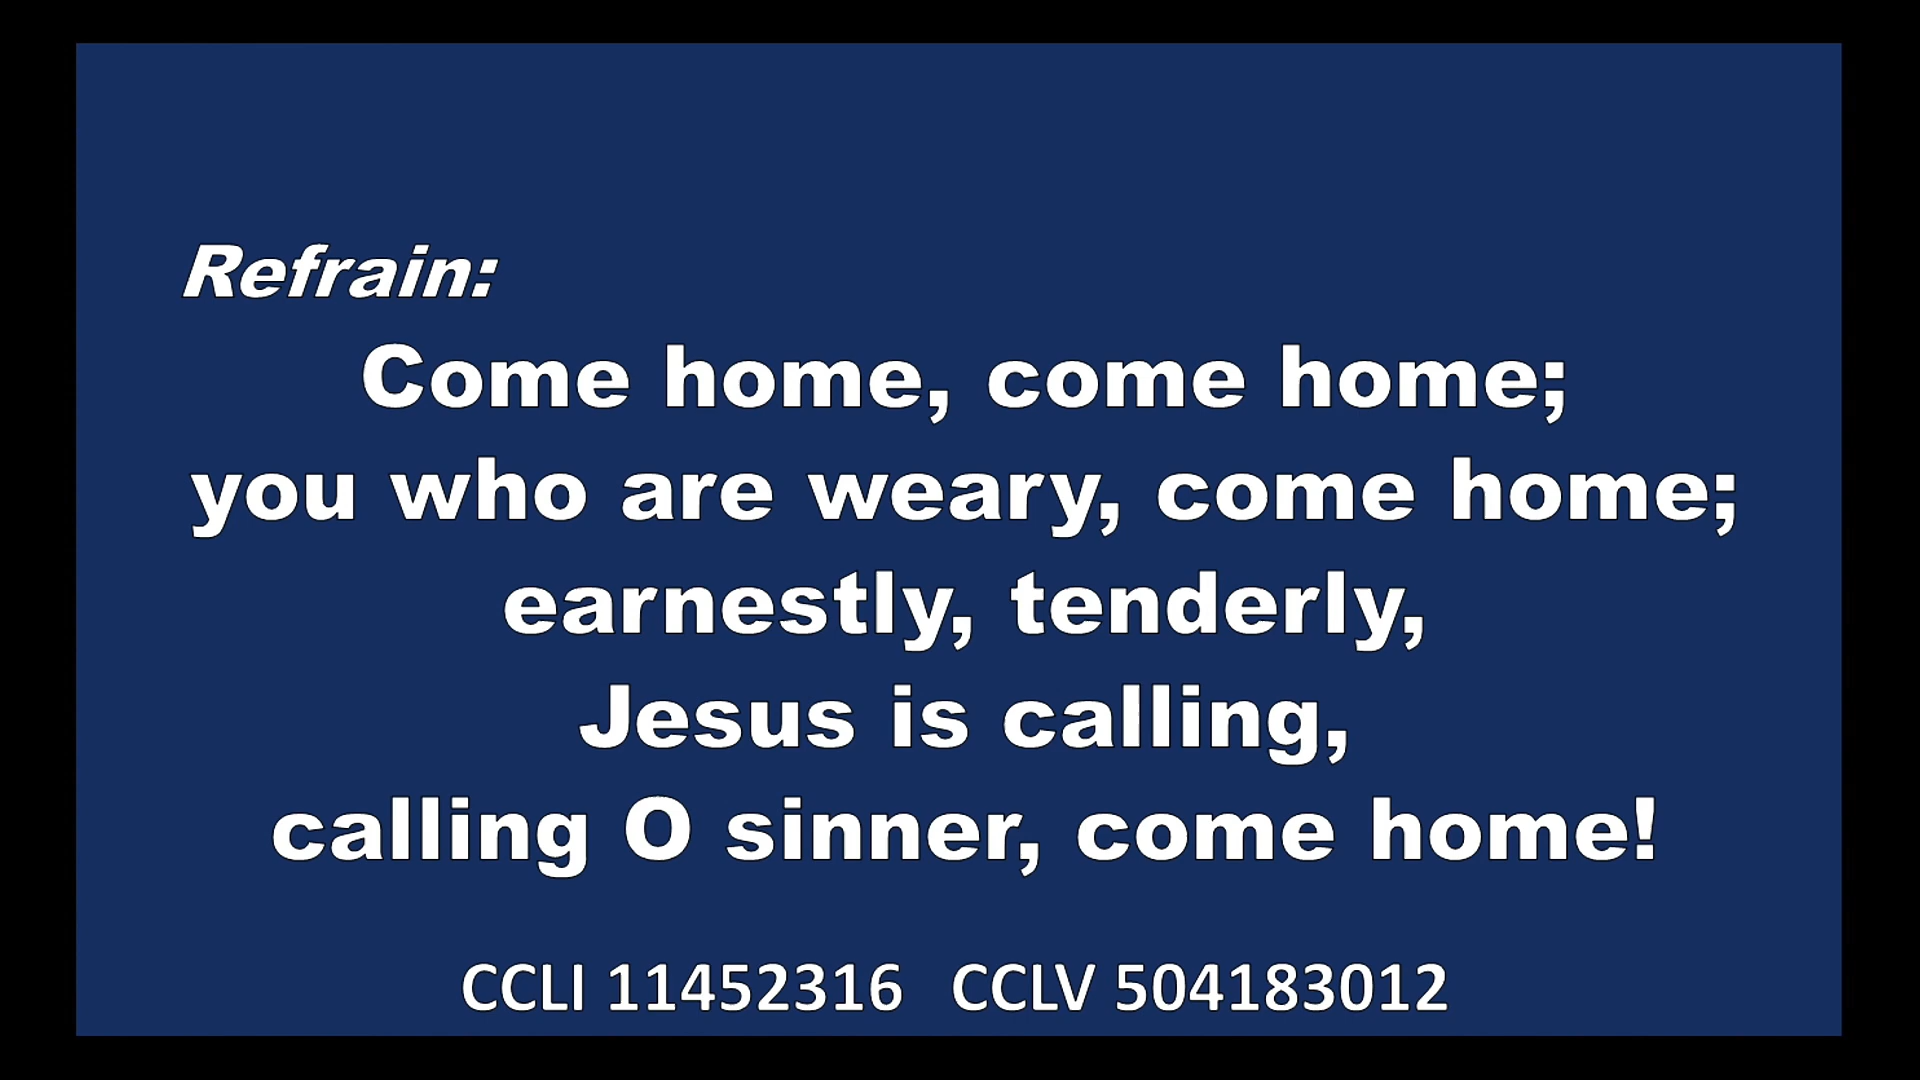 Refrain:
Come home, come home;
you who are weary, come home;
earnestly, tenderly,
Jesus is calling,
calling O sinner, come home!
CCLI 11452316 CCLV 504183012